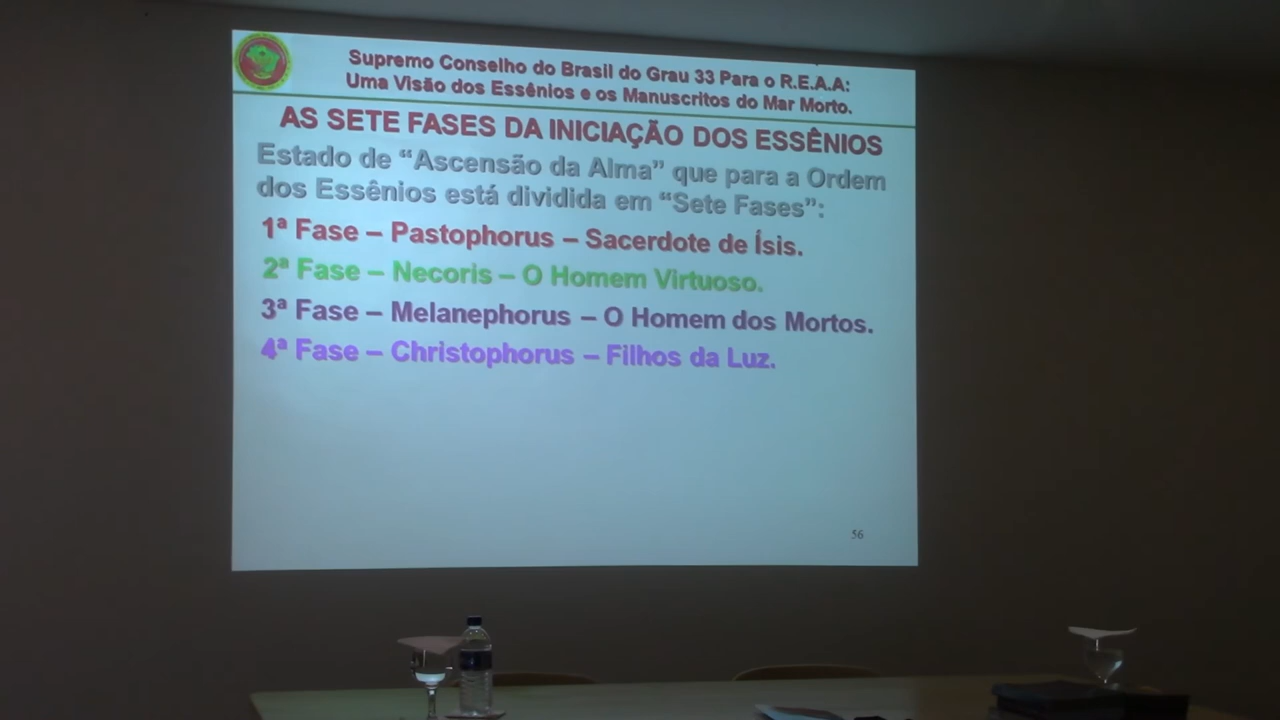 Supremo Conselho do Brasil do Grau 33 Para o R.E.A.A:
Uma Visão dos Essênios e os Manuscritos do Mar Morto.
AS SETE FASES DA INICIAÇÃO DOS ESSÊNIOS
Estado de “Ascensão da Alma” que para a Ordem
dos Essênios está dividida em “Sete Fases”:
1ª Fase – Pastophorus – Sacerdote de Ísis.
2ª Fase – Necoris – O Homem Virtuoso.
3ª Fase – Melanephorus – O Homem dos Mortos.
4ª Fase – Christophorus – Filhos da Luz.
56